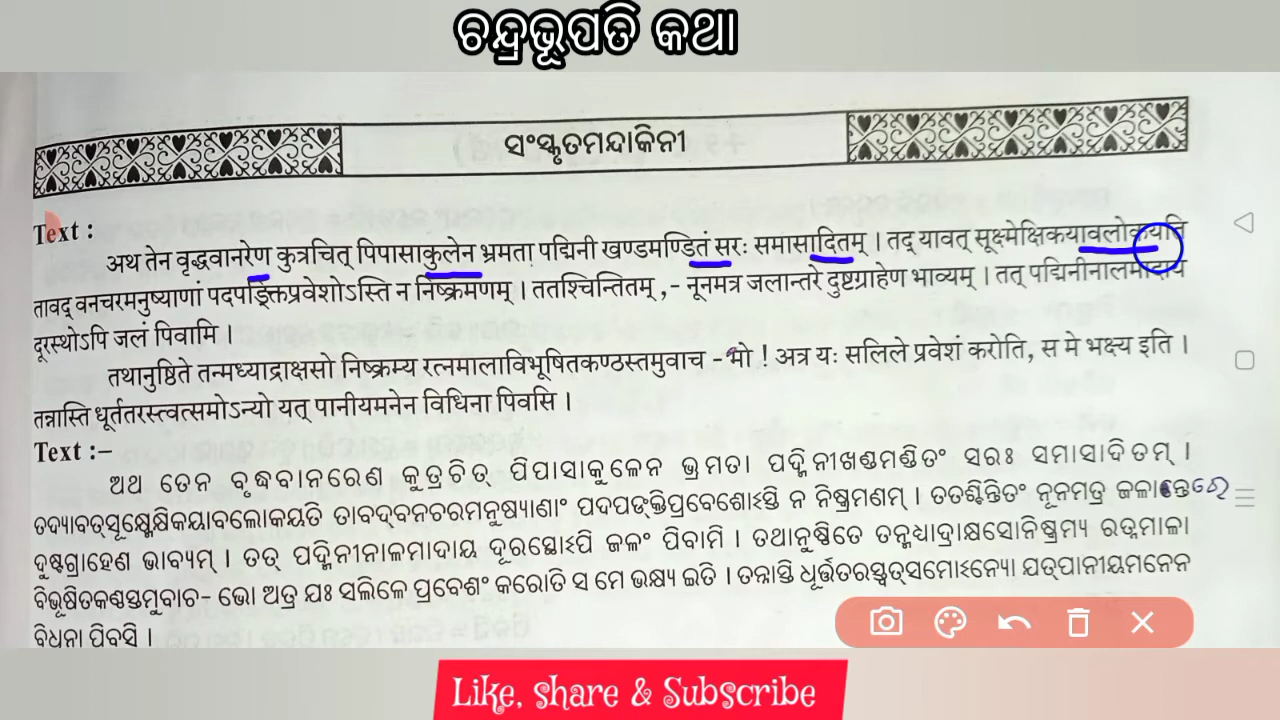 ଚନ୍ଦ୍ରଭୂପତି କଥା
ସଂସ୍କୃତମନ୍ଦାକିନୀ
Text :
अथ तेन वृद्धवानरेण कुत्रचित् पिपासाकुलेन भ्रमता पद्मिनी खण्डमण्डितं सरः समासादितम् । तद् यावत् सूक्ष्मेक्षिकयावलोकयति
तावद् वनचरमनुष्याणां पदपङ्क्तिप्रवेशोऽस्ति न निष्क्रमणम् । ततश्चिन्तितम् ,- नूनमत्र जलान्तरे दुष्टग्राहेण भाव्यम् । तत् पद्मिनीनालमादाय
दूरस्थोऽपि जलं पिवामि ।
तथानुष्ठिते तन्मध्याद्राक्षसो निष्क्रम्य रत्नमालाविभूषितकण्ठस्तमुवाच - भो ! अत्र यः सलिले प्रवेशं करोति, स मे भक्ष्य इति ।
तन्नास्ति धूर्ततरस्त्वत्समोऽन्यो यत् पानीयमनेन विधिना पिवसि ।
Text :–
ଅଥ ତେନ ବୃଦ୍ଧବାନରେଣ କୁତ୍ରଚିତ୍ ପିପାସାକୁଳେନ ଭ୍ରମତା ପଦ୍ମିନୀଖଣ୍ଡମଣ୍ଡିତଂ ସରଃ ସମାସାଦିତମ୍ ।
ତଦ୍ୟାବତ୍ସୂକ୍ଷ୍ମେକ୍ଷିକୟାବଲୋକୟତି ତାବଦ୍‌ବନଚରମନୁଷ୍ୟାଣାଂ ପଦପଙ୍‌କ୍ତିପ୍ରବେଶୋଽସ୍ତି ନ ନିଷ୍କ୍ରମଣମ୍ । ତତଶ୍ଚିନ୍ତିତଂ ନୂନମତ୍ର ଜଳାନ୍ତେରେ
ଦୁଷ୍ଟଗ୍ରାହେଣ ଭାବ୍ୟମ୍ । ତତ୍ ପଦ୍ମିନୀନାଳମାଦାୟ ଦୂରସ୍ଥୋଽପି ଜଳଂ ପିବାମି । ତଥାନୁଷ୍ଠିତେ ତନ୍ମଧ୍ୟାଦ୍ରାକ୍ଷସୋନିଷ୍କ୍ରମ୍ୟ ରତ୍ନମାଳା
ବିଭୂଷିତକଣ୍ଠସ୍ତମୁବାଚ- ଭୋ ଅତ୍ର ଯଃ ସଲିଳେ ପ୍ରବେଶଂ କରୋତି ସ ମେ ଭକ୍ଷ୍ୟ ଇତି । ତନ୍ନାସ୍ତି ଧୂର୍ତ୍ତତରସ୍ତ୍ୱତ୍‌ସମୋଽନ୍ୟୋ ଯତ୍‌ପାନୀୟମନେନ
ବିଧିନା ପିବସି ।
Like, share & Subscribe